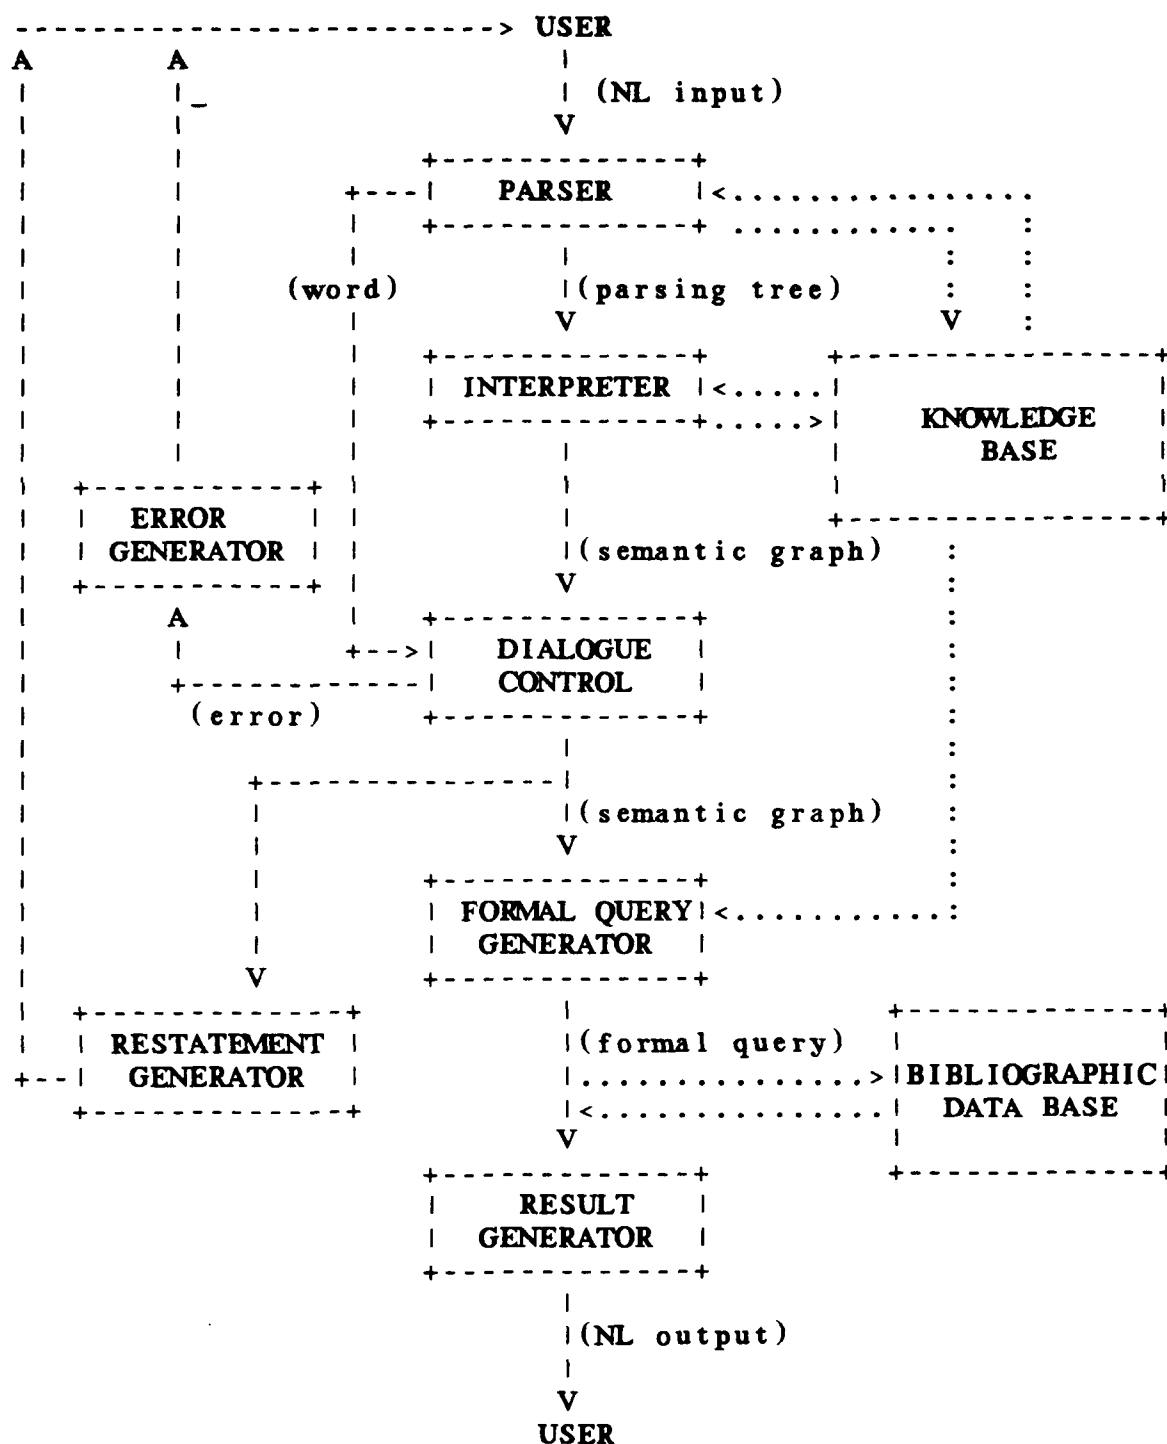 USER
(NL input)
PARSER
(word)
(parsing tree)
INTERPRETER
KNOWLEDGE
BASE
ERROR
GENERATOR
(semantic graph)
DIALOGUE
CONTROL
(error)
(semantic graph)
FORMAL QUERY
GENERATOR
RESTATEMENT
GENERATOR
(formal query)
BIBLIOGRAPHIC
DATA BASE
RESULT
GENERATOR
(NL output)
USER